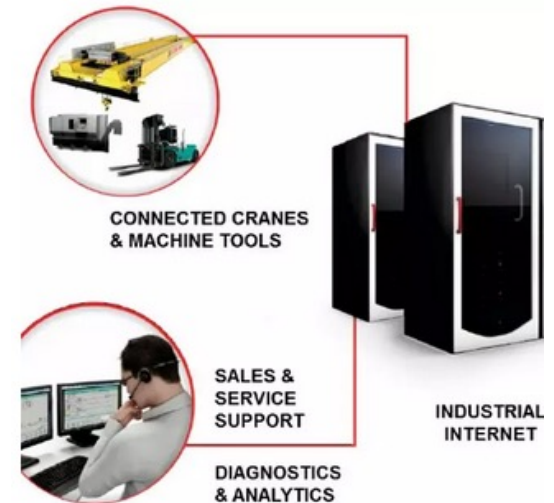 CONNECTED CRANES
& MACHINE TOOLS
SALES &
SERVICE
SUPPORT
INDUSTRIAL
INTERNET
DIAGNOSTICS
& ANALYTICS